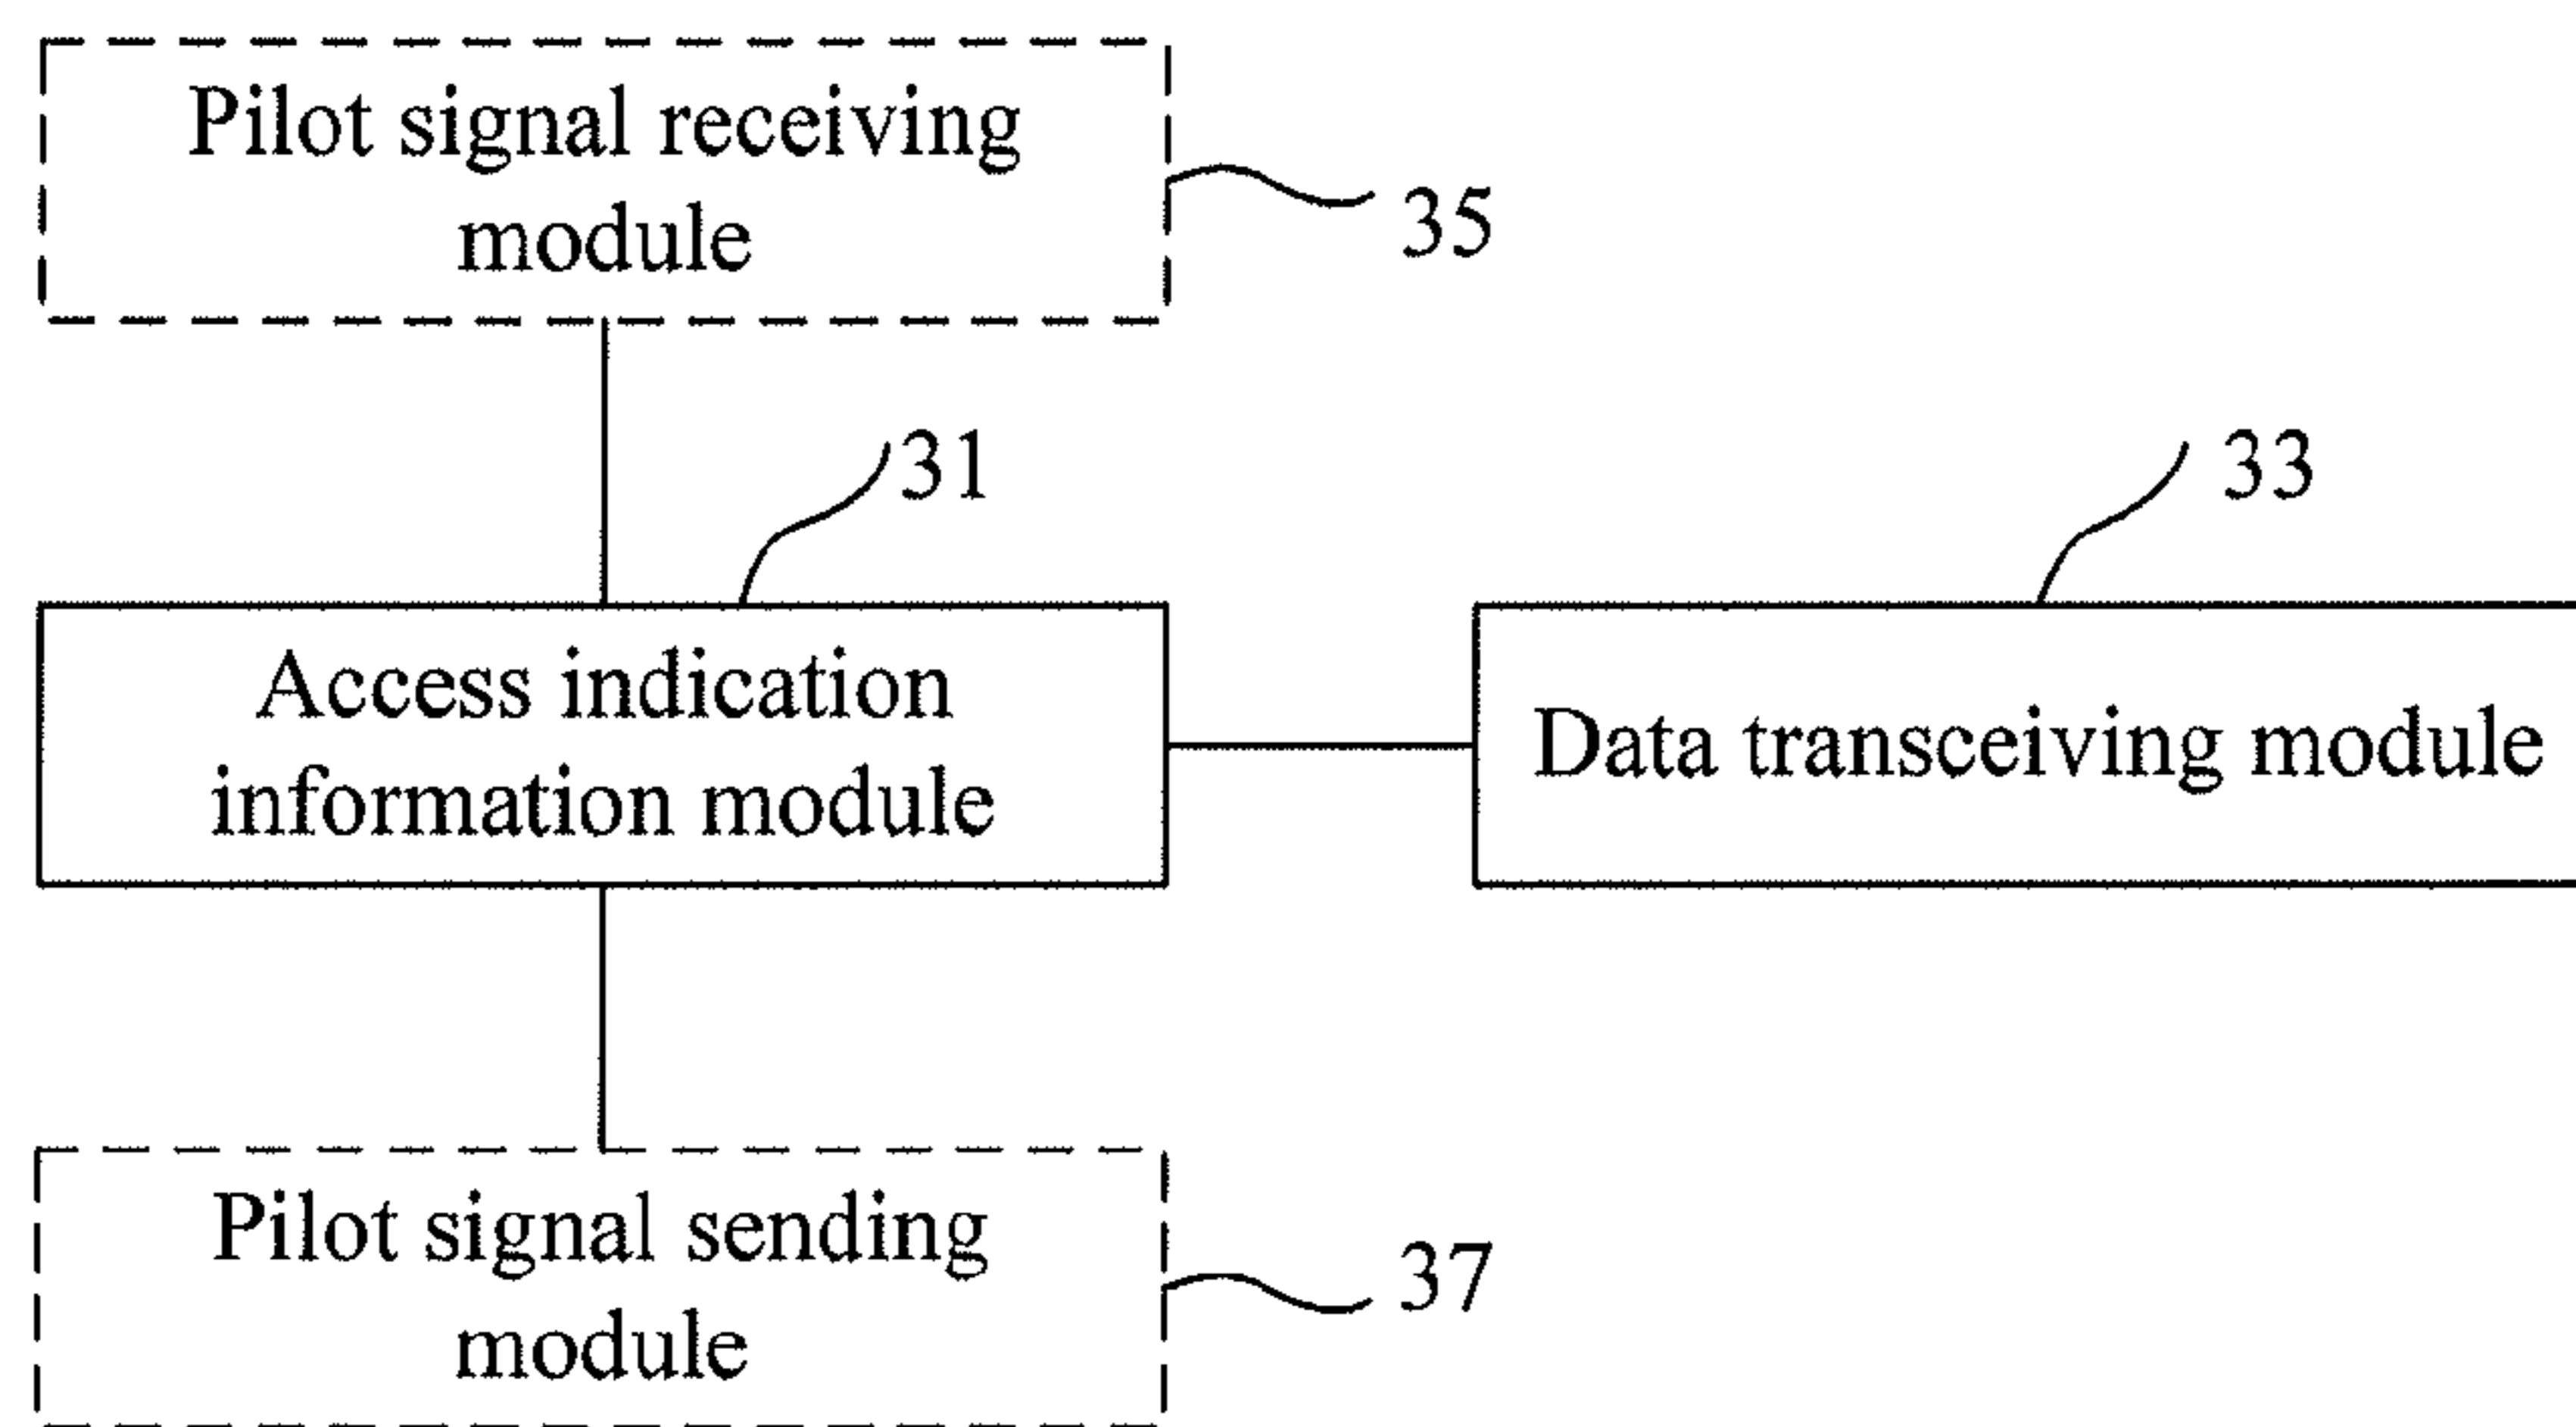 Pilot signal receiving
module
35
31
33
Access indication
information module
Data transceiving module
Pilot signal sending
module
37